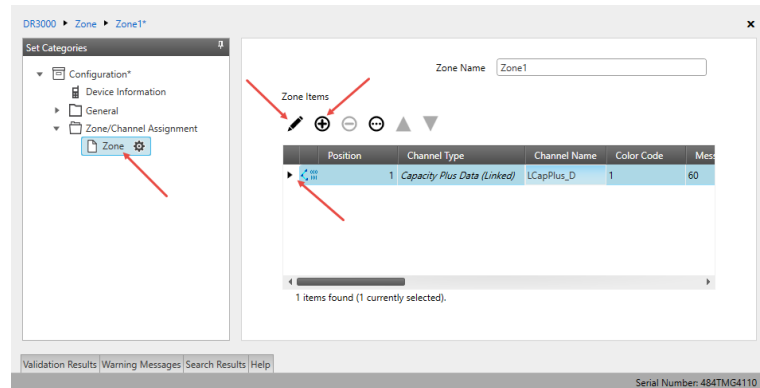 DR3000 Zone Zone1*
Set Categories
Configuration*
Device Information
General
Zone/Channel Assignment
Zone
Zone Name Zone1
Zone Items
Position Channel Type Channel Name Color Code Mes
1 Capacity Plus Data (Linked) LCapPlus_D 1 60
1 items found (1 currently selected).
Validation Results Warning Messages Search Results Help
Serial Number: 484TMG4110